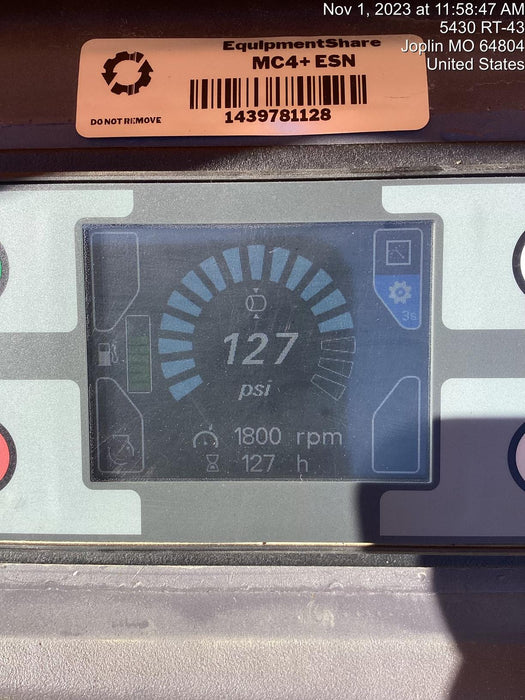 Nov 1, 2023 at 11:58:47 AM
5430 RT-43
Joplin MO 64804
United States
EquipmentShare
MC4+ ESN
DO NOT REMOVE
1439781128
3s
127
psi
1800 rpm
127 h